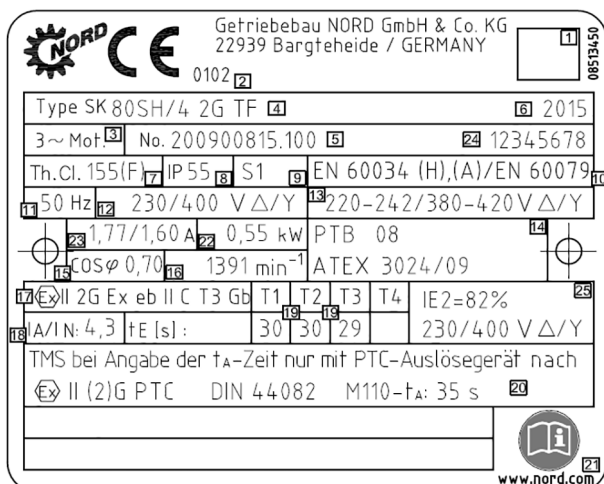 NORD CE Getriebebau NORD GmbH & Co. KG 1
22939 Bargteheide / GERMANY
0102 2
08513450
Type SK 80SH/4 2G TF 4 6 2015
3~ Mot. 3 No. 200900815.100 5 24 12345678
Th.Cl. 155(F) 7 IP55 8 S1 9 EN 60034 (H),(A)/EN 60079 10
11 50 Hz 12 230/400 V Δ/Y 13 220-242/380-420V Δ/Y
23 1,77/1,60 A 22 0,55 kW PTB 08 14
15 COSφ 0,70 16 1391 min⁻¹ ATEX 3024/09
17 Ex II 2G Ex eb II C T3 Gb T1 T2 T3 T4 IE2=82% 25
18 IA/IN: 4,3 tE [s] : 19 19 30 30 29 230/400 V Δ/Y
TMS bei Angabe der tA-Zeit nur mit PTC-Auslösegerät nach
Ex II (2)G PTC DIN 44082 M110-tA: 35 s 20
21
www.nord.com